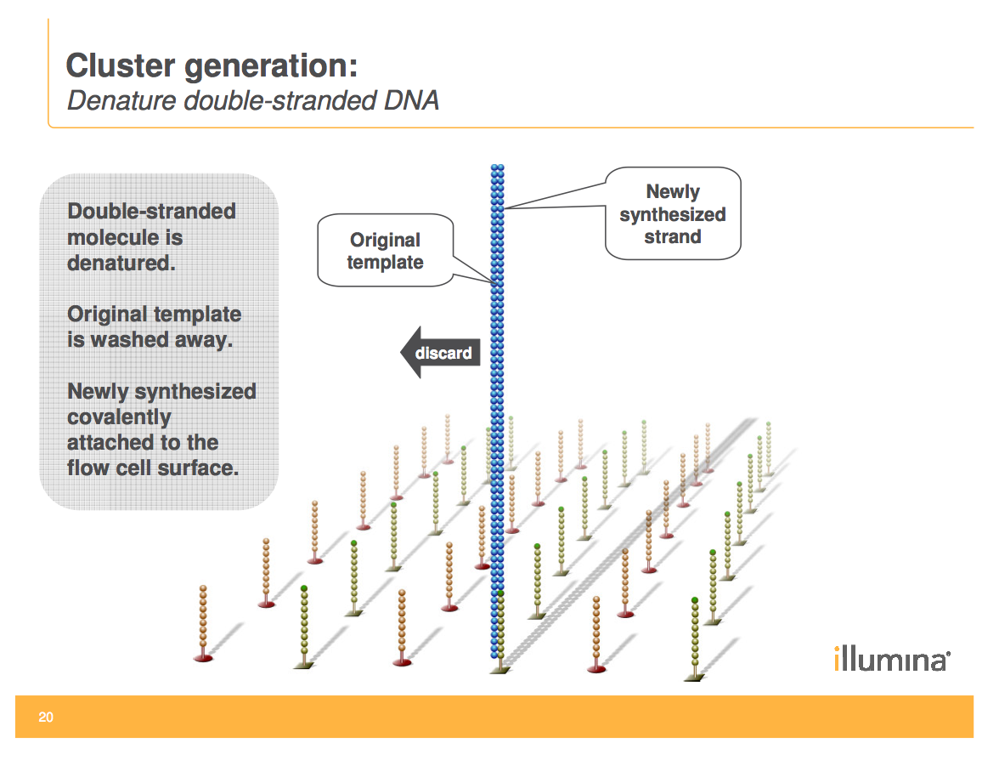 Cluster generation:
Denature double-stranded DNA
Double-stranded
molecule is
denatured.
Original template
is washed away.
Newly synthesized
covalently
attached to the
flow cell surface.
Original
template
Newly
synthesized
strand
discard
illumina®
20